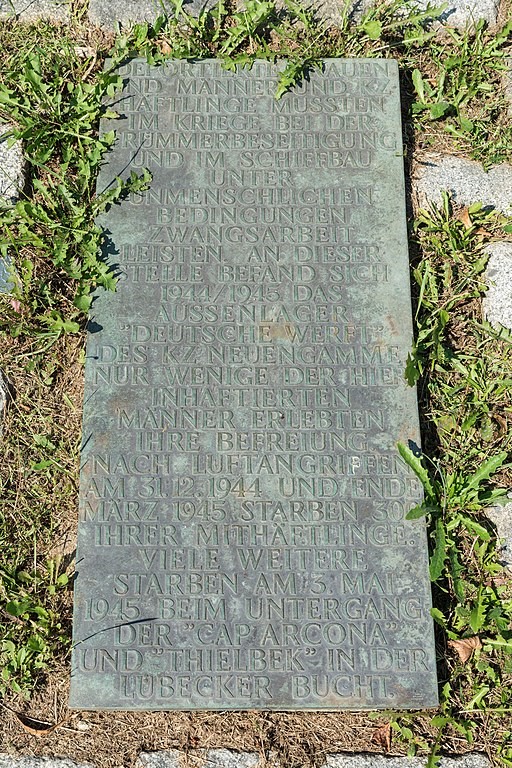 DEPORTIERTE FRAUEN
UND MÄNNER UND KZ
HÄFTLINGE MUSSTEN
IM KRIEGE BEI DER
TRÜMMERBESEITIGUNG
UND IM SCHIFFBAU
UNTER
UNMENSCHLICHEN
BEDINGUNGEN
ZWANGSARBEIT
LEISTEN. AN DIESER
STELLE BEFAND SICH
1944/1945 DAS
AUSSENLAGER
"DEUTSCHE WERFT"
DES KZ NEUENGAMME.
NUR WENIGE DER HIER
INHAFTIERTEN
MÄNNER ERLEBTEN
IHRE BEFREIUNG.
NACH LUFTANGRIFFEN
AM 31.12.1944 UND ENDE
MÄRZ 1945 STARBEN
IHRER MITHÄFTLINGE.
VIELE WEITERE
STARBEN AM 3. MAI
1945 BEIM UNTERGANG
DER "CAP ARCONA"
UND "THIELBEK" IN DER
LÜBECKER BUCHT.